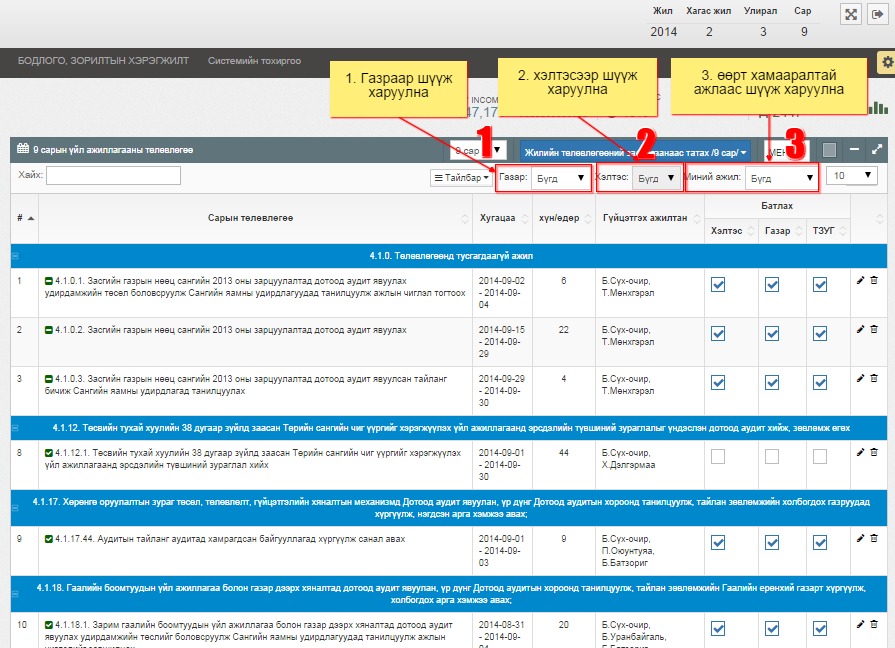 Жил Хагас жил Улирал Сар
2014 2 3 9
БОДЛОГО, ЗОРИЛТЫН ХЭРЭГЖИЛТ Системийн тохиргоо
1. Газраар шүүж
харуулна
2. хэлтэсээр шүүж
харуулна
3. өөрт хамааралтай
ажлаас шүүж харуулна
INCOM
47,17
1
2
3
9 сарын үйл ажиллагааны төлөвлөгөө
9 сар
Жилийн төлөвлөгөөний
татах /9 сар/
Хайх:
Тайлбар
Газар: Бүгд
Хэлтэс: Бүгд
Миний ажил: Бүгд
10
# Сарын төлөвлөгөө Хугацаа хүн/өдөр Гүйцэтгэх ажилтан Батлах
Хэлтэс Газар ТЗУГ
4.1.0. Төлөвлөгөөнд тусгагдаагүй ажил
1 4.1.0.1. Засгийн газрын нөөц сангийн 2013 оны зарцуулалтад дотоод аудит явуулах 2014-09-02 6 Б.Сүх-очир,
удирдамжийн төсөл боловсруулж Сангийн яамны удирдлагуудад танилцуулж ажлын чиглэл тогтоох - 2014-09- Т.Мөнхгэрэл
04
2 4.1.0.2. Засгийн газрын нөөц сангийн 2013 оны зарцуулалтад дотоод аудит явуулах 2014-09-15 22 Б.Сүх-очир,
- 2014-09- Т.Мөнхгэрэл
29
3 4.1.0.3. Засгийн газрын нөөц сангийн 2013 оны зарцуулалтад дотоод аудит явуулсан тайланг 2014-09-29 4 Б.Сүх-очир,
бичиж Сангийн яамны удирдлагад танилцуулах - 2014-09- Т.Мөнхгэрэл
30
4.1.12. Төсвийн тухай хуулийн 38 дугаар зүйлд заасан Төрийн сангийн чиг үүргийг хэрэгжүүлэх үйл ажиллагаанд эрсдэлийн түвшиний зураглалыг үндэслэн дотоод аудит хийж, зөвлөмж өгөх
8 4.1.12.1. Төсвийн тухай хуулийн 38 дугаар зүйлд заасан Төрийн сангийн чиг үүргийг хэрэгжүүлэх 2014-09-01 44 Б.Сүх-очир,
үйл ажиллагаанд эрсдэлийн түвшиний зураглал хийх - 2014-09- Х.Дэлгэрмаа
30
4.1.17. Хөрөнгө оруулалтын зураг төсөл, төлөвлөлт, гүйцэтгэлийн хяналтын механизмд Дотоод аудит явуулан, үр дүнг Дотоод аудитын хороонд танилцуулж, тайлан зөвлөмжийн холбогдох газруудад
хүргүүлж, нэгдсэн арга хэмжээ авах;
9 4.1.17.44. Аудитын тайланг аудитад хамрагдсан байгууллагад хүргүүлж санал авах 2014-09-01 9 Б.Сүх-очир,
- 2014-09- П.Оюунтуяа,
03 Б.Батзориг
4.1.18. Гаалийн боомтуудын үйл ажиллагаа болон газар дээрх хяналтад дотоод аудит явуулан, үр дүнг Дотоод аудитын хороонд танилцуулж, тайлан зөвлөмжийн Гаалийн ерөнхий газарт хүргүүлж,
холбогдох арга хэмжээ авах;
10 4.1.18.1. Зарим гаалийн боомтуудын үйл ажиллагаа болон газар дээрх хяналтад дотоод аудит 2014-08-31 20 Б.Сүх-очир,
явуулах удирдамжийн төслийг боловсруулж Сангийн яамны удирдлагуудад танилцуулж ажлын - 2014-09- Б.Уранбайгаль,